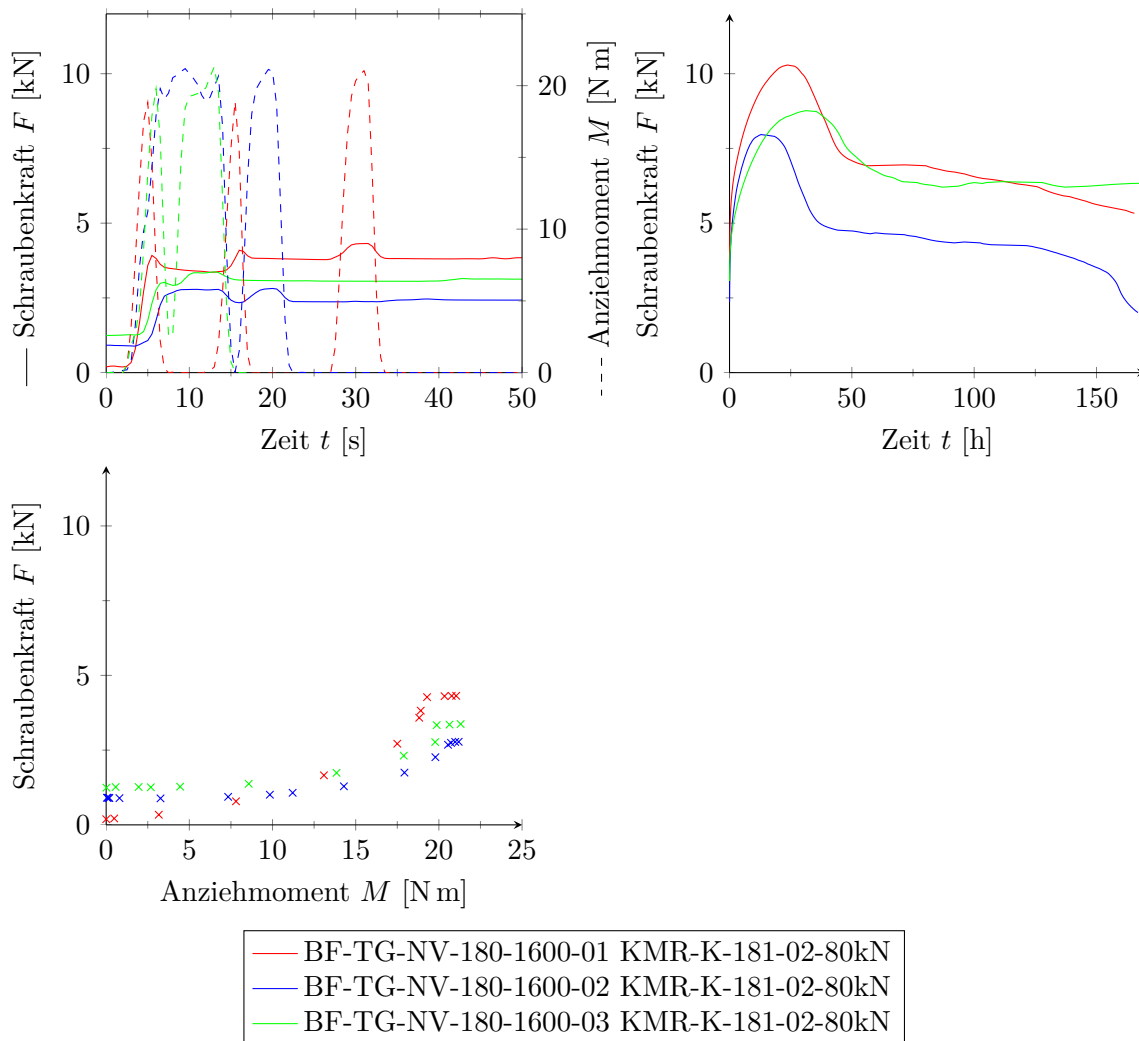 — Schraubenkraft F [kN]
0
5
10
0
10
20
30
40
50
Zeit t [s]
0
10
20
--- Anziehmoment M [N m]
Schraubenkraft F [kN]
0
5
10
0
50
100
150
Zeit t [h]
Schraubenkraft F [kN]
0
5
10
0
5
10
15
20
25
Anziehmoment M [N m]
BF-TG-NV-180-1600-01 KMR-K-181-02-80kN
BF-TG-NV-180-1600-02 KMR-K-181-02-80kN
BF-TG-NV-180-1600-03 KMR-K-181-02-80kN